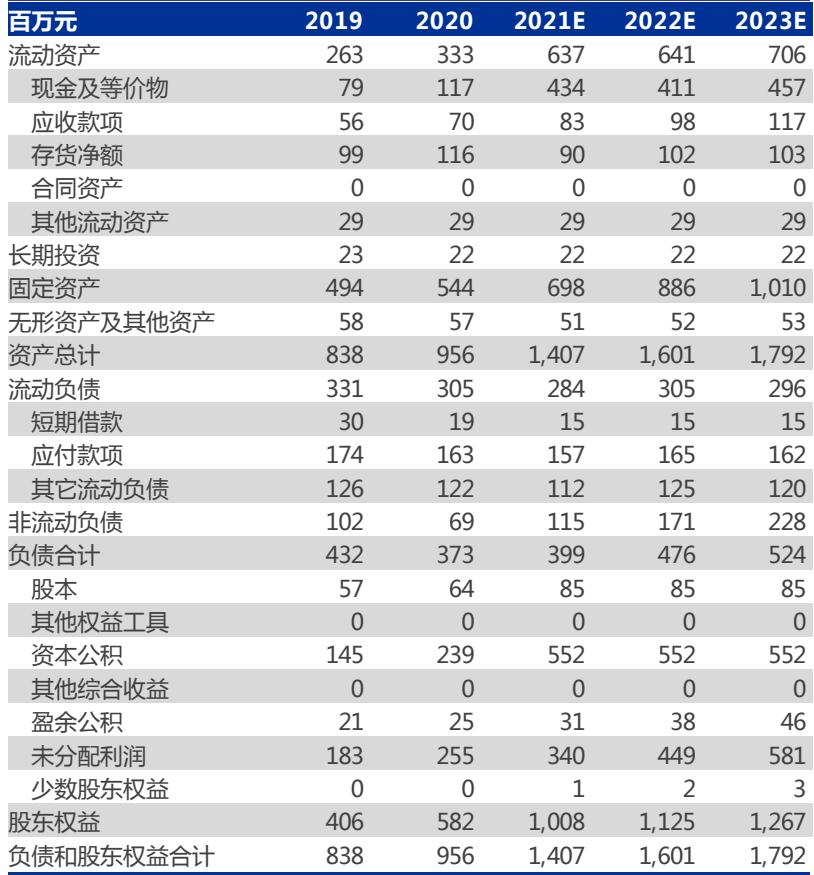 百万元 2019 2020 2021E 2022E 2023E
流动资产 263 333 637 641 706
现金及等价物 79 117 434 411 457
应收款项 56 70 83 98 117
存货净额 99 116 90 102 103
合同资产 0 0 0 0 0
其他流动资产 29 29 29 29 29
长期投资 23 22 22 22 22
固定资产 494 544 698 886 1,010
无形资产及其他资产 58 57 51 52 53
资产总计 838 956 1,407 1,601 1,792
流动负债 331 305 284 305 296
短期借款 30 19 15 15 15
应付款项 174 163 157 165 162
其它流动负债 126 122 112 125 120
非流动负债 102 69 115 171 228
负债合计 432 373 399 476 524
股本 57 64 85 85 85
其他权益工具 0 0 0 0 0
资本公积 145 239 552 552 552
其他综合收益 0 0 0 0 0
盈余公积 21 25 31 38 46
未分配利润 183 255 340 449 581
少数股东权益 0 0 1 2 3
股东权益 406 582 1,008 1,125 1,267
负债和股东权益合计 838 956 1,407 1,601 1,792